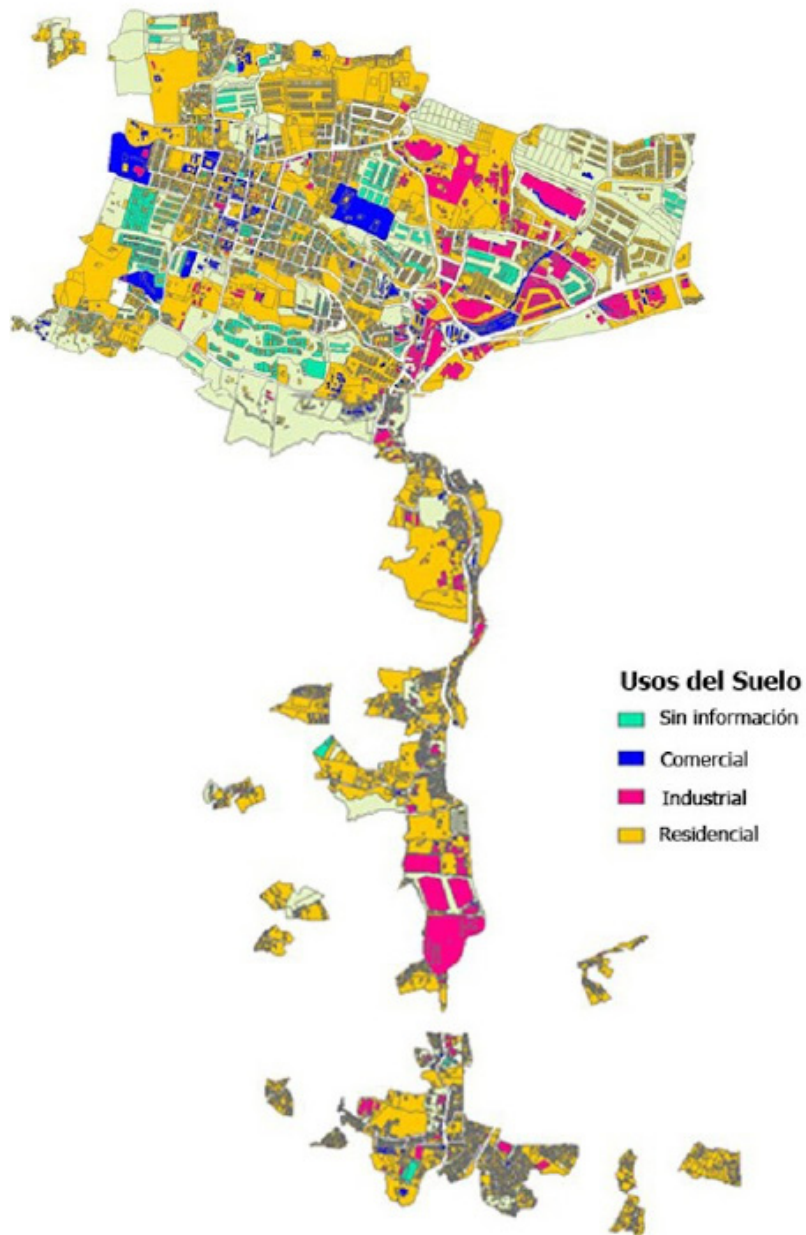 Usos del Suelo
Sin información
Comercial
Industrial
Residencial